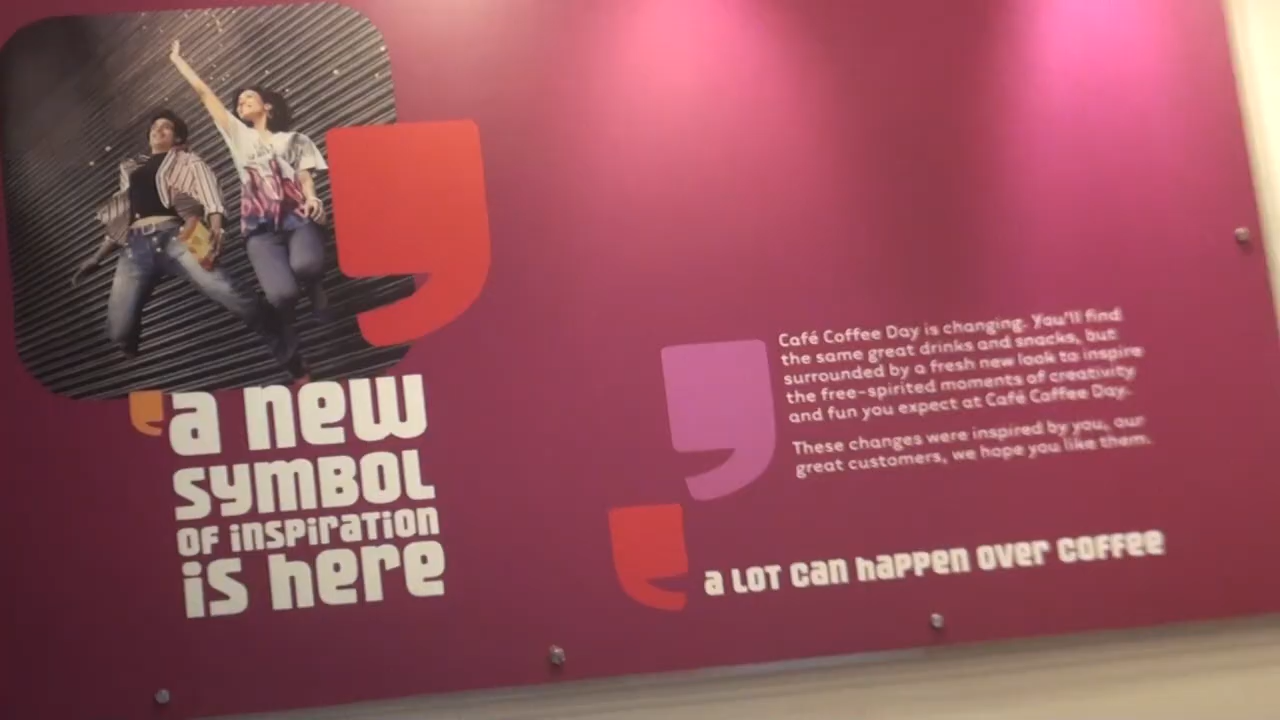 a new
symbol
of inspiration
is here
Café Coffee Day is changing. You'll find
the same great drinks and snacks, but
surrounded by a fresh new look to inspire
the free-spirited moments of creativity
and fun you expect at Café Coffee Day.
These changes were inspired by you, our
great customers, we hope you like them.
a LOT can happen over coffee